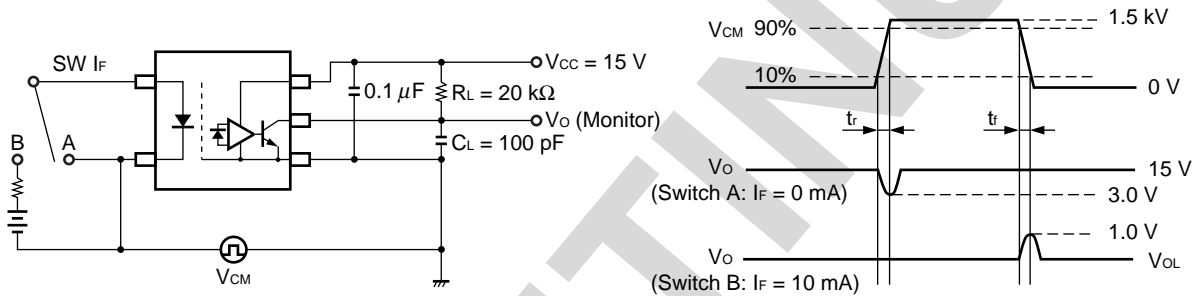 SW IF
A
B
VCC = 15 V
0.1 μF
RL = 20 kΩ
VO (Monitor)
CL = 100 pF
VCM
VCM 90%
10%
1.5 kV
0 V
tr
tf
VO
(Switch A: IF = 0 mA)
15 V
3.0 V
1.0 V
VO
(Switch B: IF = 10 mA)
VOL